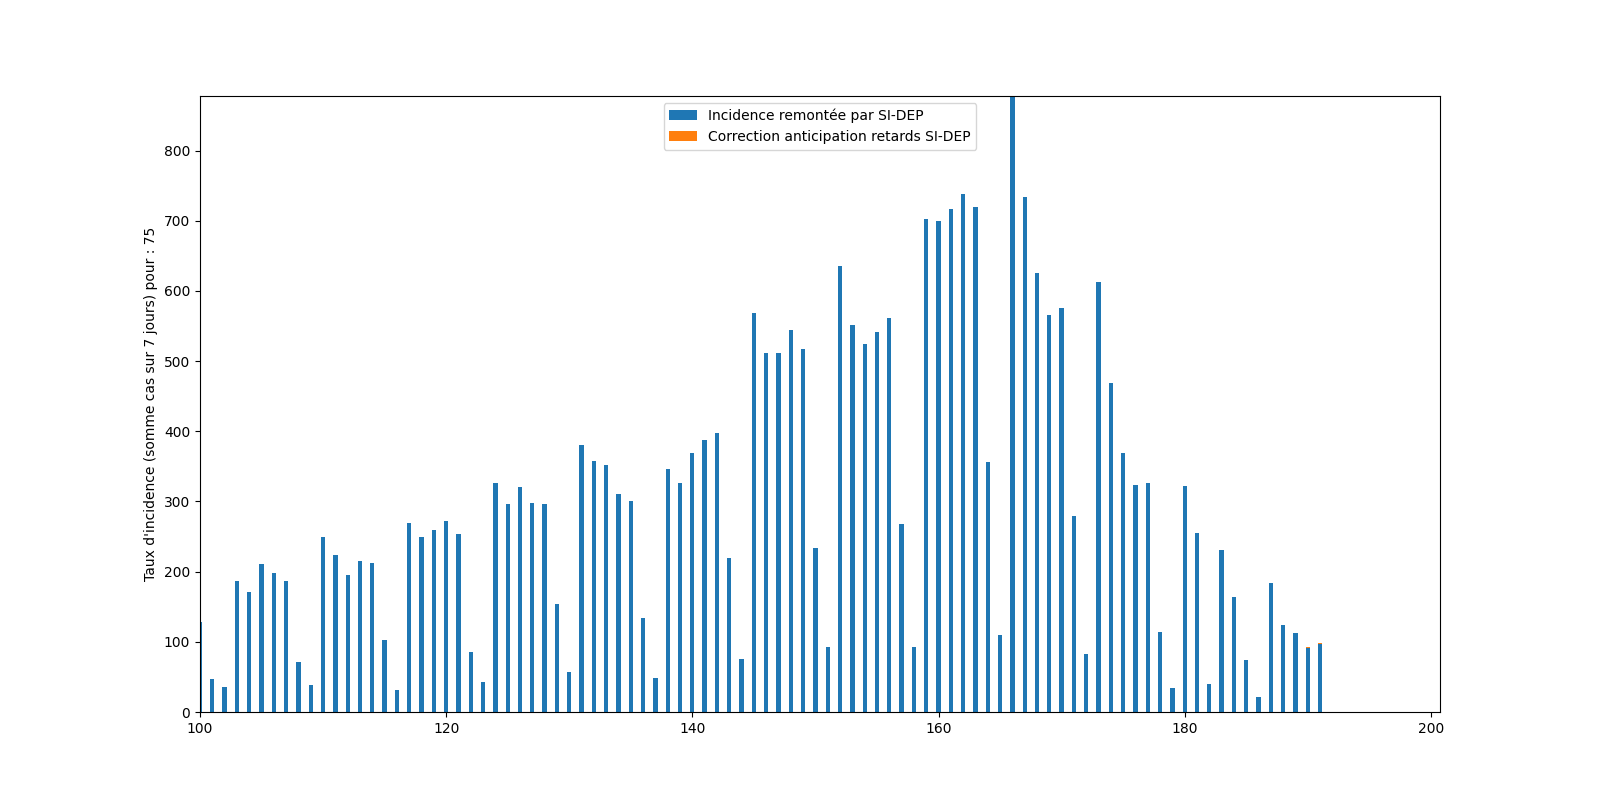 Incidence remontée par SI-DEP
Correction anticipation retards SI-DEP
Taux d'incidence (somme cas sur 7 jours) pour : 75
800
700
600
500
400
300
200
100
0
100 120 140 160 180 200